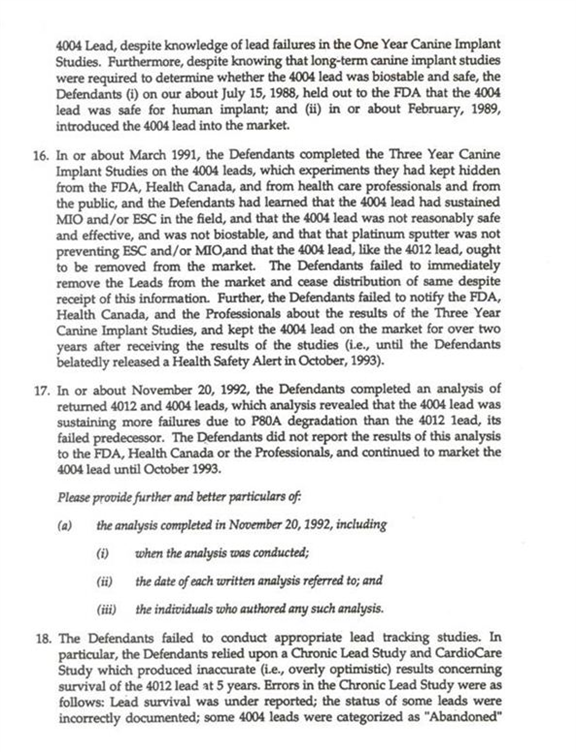 4004 Lead, despite knowledge of lead failures in the One Year Canine Implant
Studies. Furthermore, despite knowing that long-term canine implant studies
were required to determine whether the 4004 lead was biostable and safe, the
Defendants (i) on our about July 15, 1988, held out to the FDA that the 4004
lead was safe for human implant; and (ii) in or about February, 1989,
introduced the 4004 lead into the market.
16. In or about March 1991, the Defendants completed the Three Year Canine
Implant Studies on the 4004 leads, which experiments they had kept hidden
from the FDA, Health Canada, and from health care professionals and from
the public, and the Defendants had learned that the 4004 lead had sustained
MIO and/or ESC in the field, and that the 4004 lead was not reasonably safe
and effective, and was not biostable, and that that platinum sputter was not
preventing ESC and/or MIO,and that the 4004 lead, like the 4012 lead, ought
to be removed from the market. The Defendants failed to immediately
remove the Leads from the market and cease distribution of same despite
receipt of this information. Further, the Defendants failed to notify the FDA,
Health Canada, and the Professionals about the results of the Three Year
Canine Implant Studies, and kept the 4004 lead on the market for over two
years after receiving the results of the studies (i.e., until the Defendants
belatedly released a Health Safety Alert in October, 1993).
17. In or about November 20, 1992, the Defendants completed an analysis of
returned 4012 and 4004 leads, which analysis revealed that the 4004 lead was
sustaining more failures due to P80A degradation than the 4012 lead, its
failed predecessor. The Defendants did not report the results of this analysis
to the FDA, Health Canada or the Professionals, and continued to market the
4004 lead until October 1993.
Please provide further and better particulars of:
(a) the analysis completed in November 20, 1992, including
(i) when the analysis was conducted;
(ii) the date of each written analysis referred to; and
(iii) the individuals who authored any such analysis.
18. The Defendants failed to conduct appropriate lead tracking studies. In
particular, the Defendants relied upon a Chronic Lead Study and CardioCare
Study which produced inaccurate (i.e., overly optimistic) results concerning
survival of the 4012 lead at 5 years. Errors in the Chronic Lead Study were as
follows: Lead survival was under reported; the status of some leads were
incorrectly documented; some 4004 leads were categorized as "Abandoned"